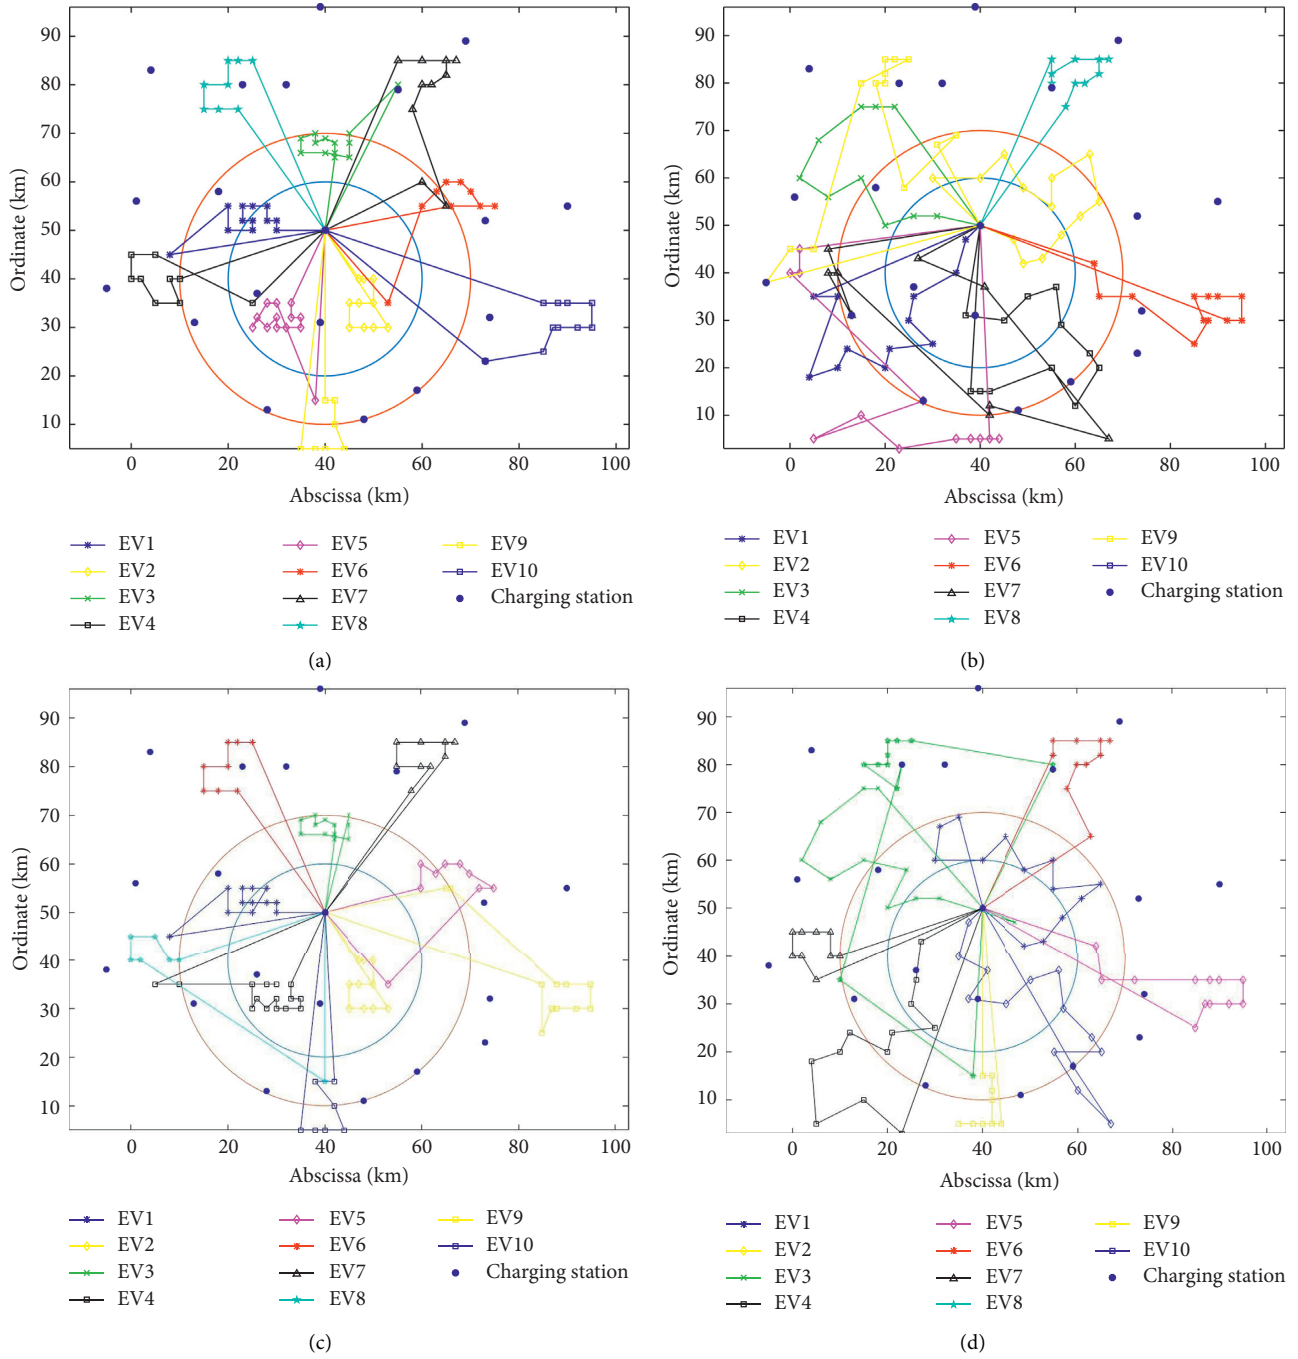 90
80
70
60
50
40
30
20
10
Ordinate (km)
0 20 40 60 80 100
Abscissa (km)
EV1 EV5 EV9
EV2 EV6 EV10
EV3 EV7 Charging station
EV4 EV8
(a)
90
80
70
60
50
40
30
20
10
Ordinate (km)
0 20 40 60 80 100
Abscissa (km)
EV1 EV5 EV9
EV2 EV6 EV10
EV3 EV7 Charging station
EV4 EV8
(b)
90
80
70
60
50
40
30
20
10
Ordinate (km)
0 20 40 60 80 100
Abscissa (km)
EV1 EV5 EV9
EV2 EV6 EV10
EV3 EV7 Charging station
EV4 EV8
(c)
90
80
70
60
50
40
30
20
10
Ordinate (km)
0 20 40 60 80 100
Abscissa (km)
EV1 EV5 EV9
EV2 EV6 EV10
EV3 EV7 Charging station
EV4 EV8
(d)